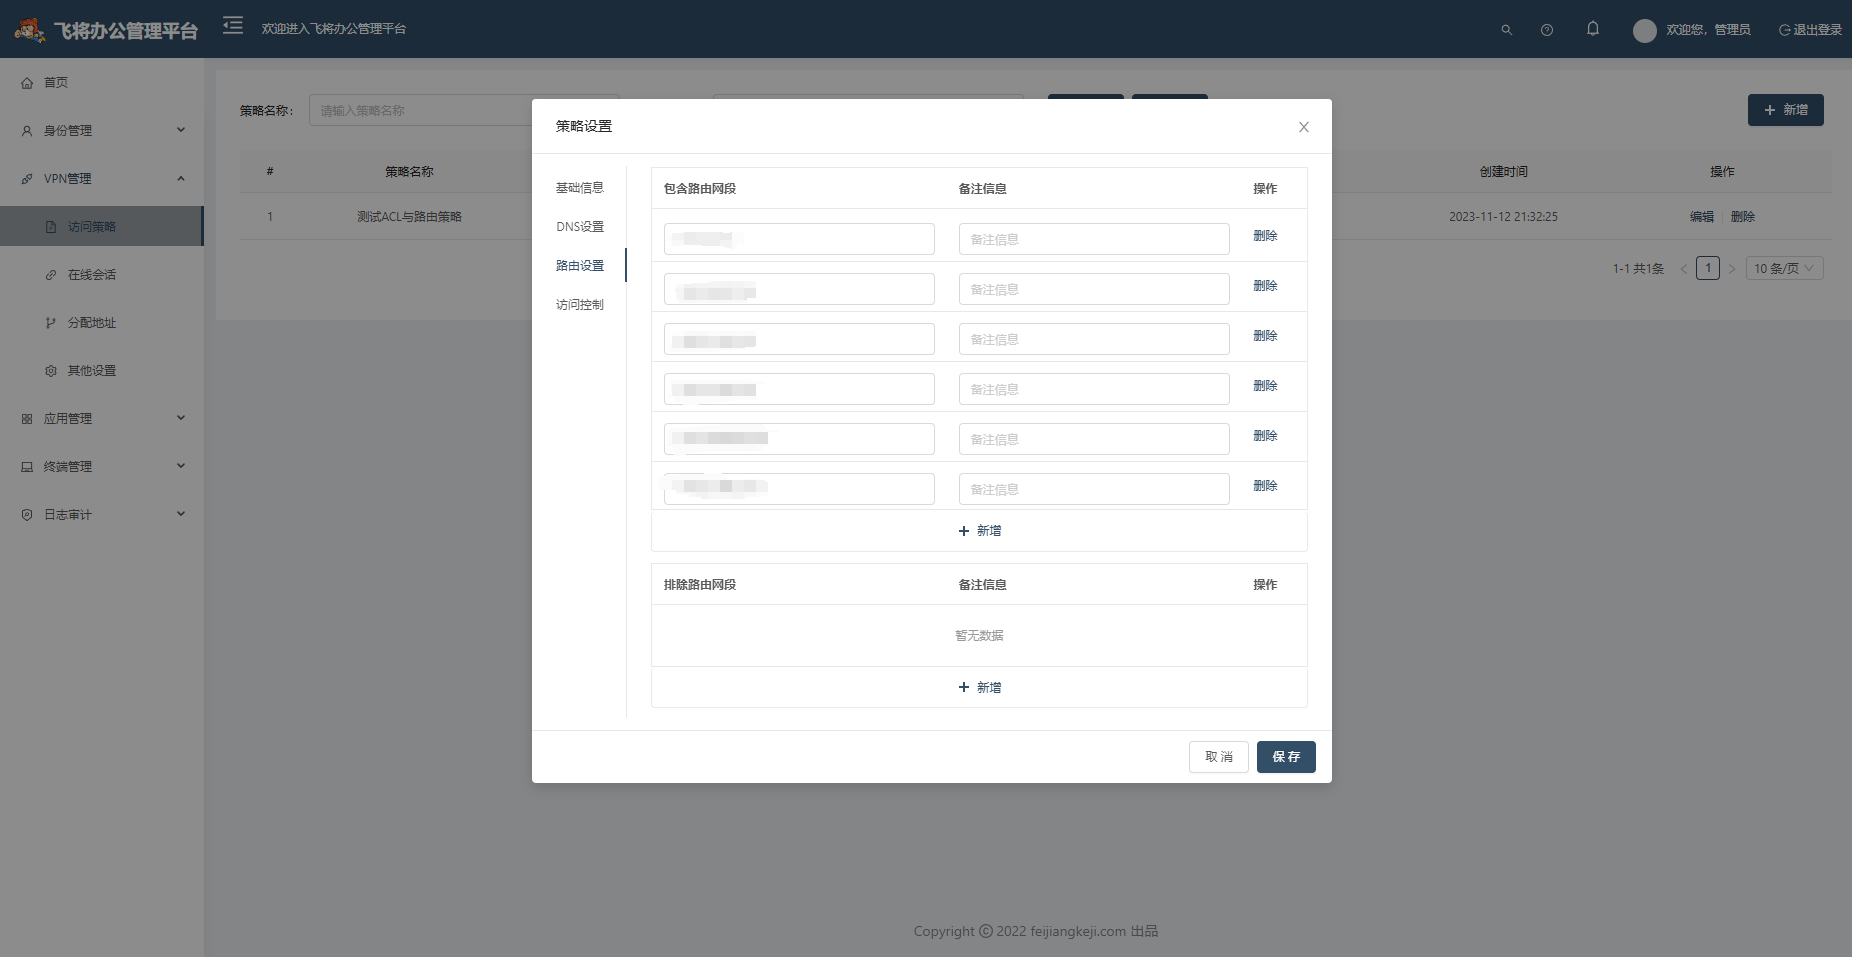 飞将办公管理平台
欢迎进入飞将办公管理平台
欢迎您，管理员
退出登录
首页
身份管理
VPN管理
访问策略
在线会话
分配地址
其他设置
应用管理
终端管理
日志审计
策略名称：
请输入策略名称
新增
# 策略名称 创建时间 操作
1 测试ACL与路由策略 2023-11-12 21:32:25 编辑 删除
1-1 共1条 < 1 > 10 条/页
策略设置
基础信息
DNS设置
路由设置
访问控制
包含路由网段 备注信息 操作
备注信息 删除
备注信息 删除
备注信息 删除
备注信息 删除
备注信息 删除
备注信息 删除
+ 新增
排除路由网段 备注信息 操作
暂无数据
+ 新增
取 消 保 存
Copyright © 2022 feijiangkeji.com 出品